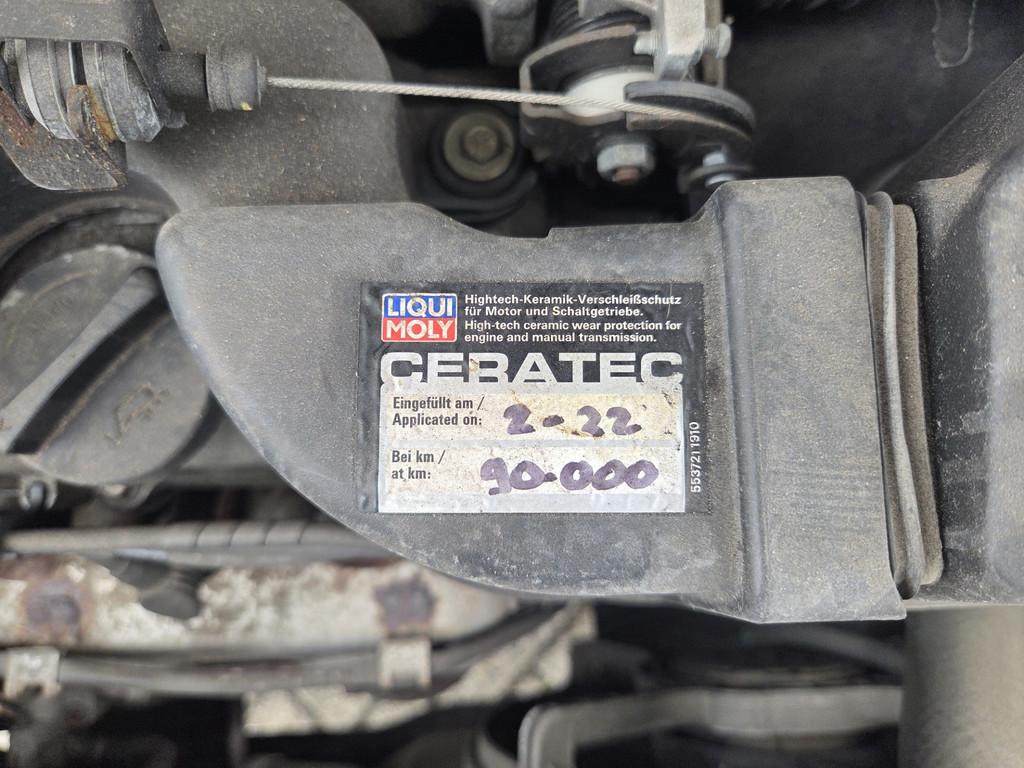 LIQUI
MOLY
Hightech-Keramik-Verschleißschutz
für Motor und Schaltgetriebe.
High-tech ceramic wear protection for
engine and manual transmission.
CERATEC
Eingefüllt am /
Applicated on: 2-22
Bei km /
at km: 90.000
5537211910